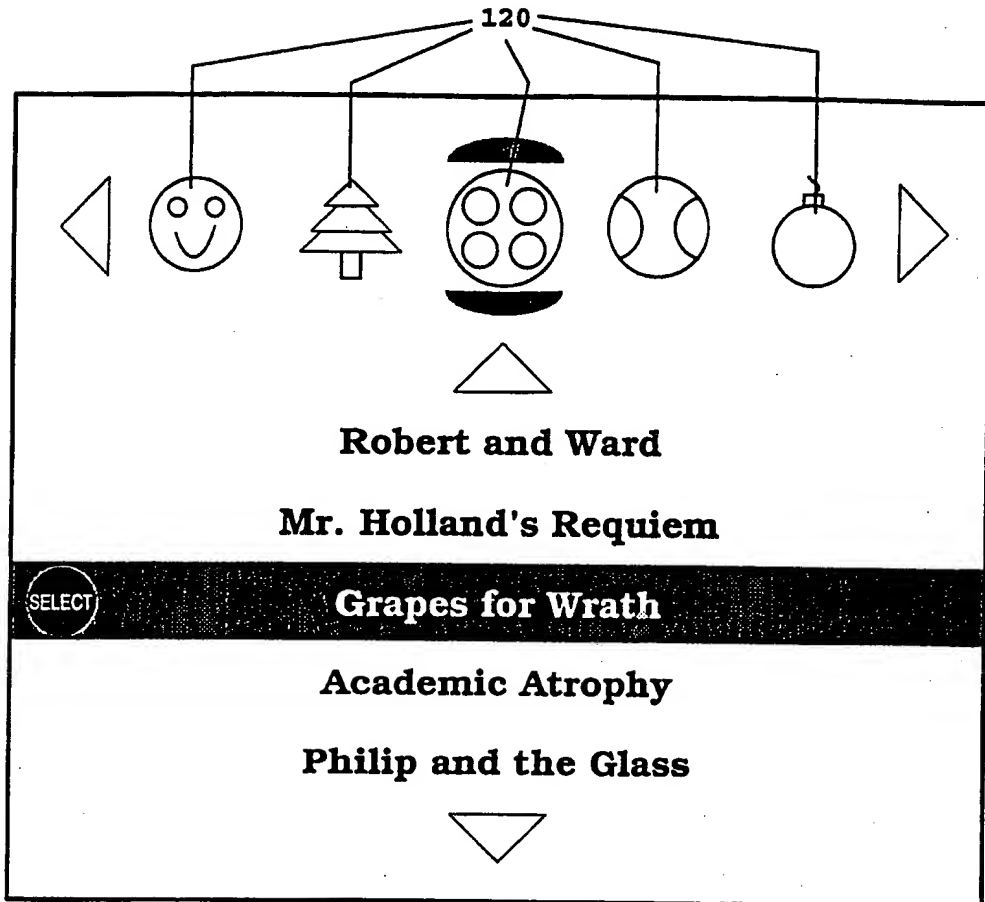 120
Robert and Ward
Mr. Holland's Requiem
SELECT Grapes for Wrath
Academic Atrophy
Philip and the Glass